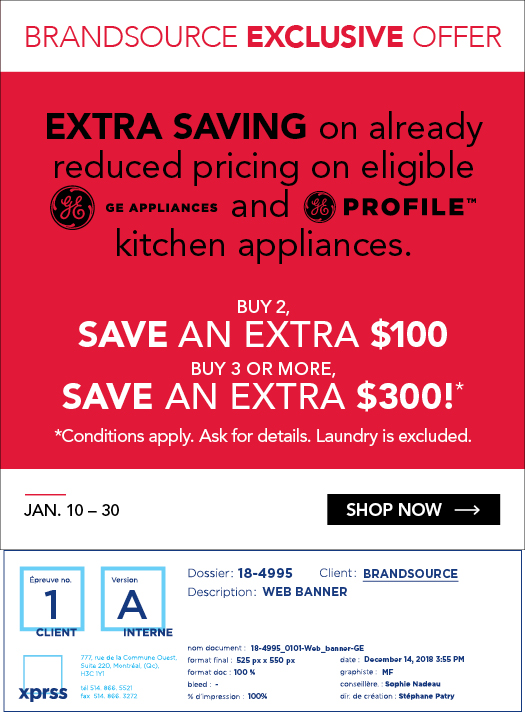 BRANDSOURCE EXCLUSIVE OFFER
EXTRA SAVING on already
reduced pricing on eligible
GE GE APPLIANCES and GE PROFILE™
kitchen appliances.
BUY 2,
SAVE AN EXTRA $100
BUY 3 OR MORE,
SAVE AN EXTRA $300!*
*Conditions apply. Ask for details. Laundry is excluded.
JAN. 10 – 30
SHOP NOW
Épreuve no.
1
CLIENT
Version
A
INTERNE
Dossier: 18-4995 Client: BRANDSOURCE
Description: WEB BANNER
777, rue de la Commune Ouest,
Suite 220, Montréal, (Qc),
H3C 1Y1
tél 514. 866. 5521
fax 514. 866. 3272
xprss
nom document : 18-4995_0101-Web_banner-GE
format final : 525 px x 550 px
format doc : 100 %
bleed : -
% d'impression : 100%
date : December 14, 2018 3:55 PM
graphiste : MF
conseillère. : Sophie Nadeau
dir. de création : Stéphane Patry